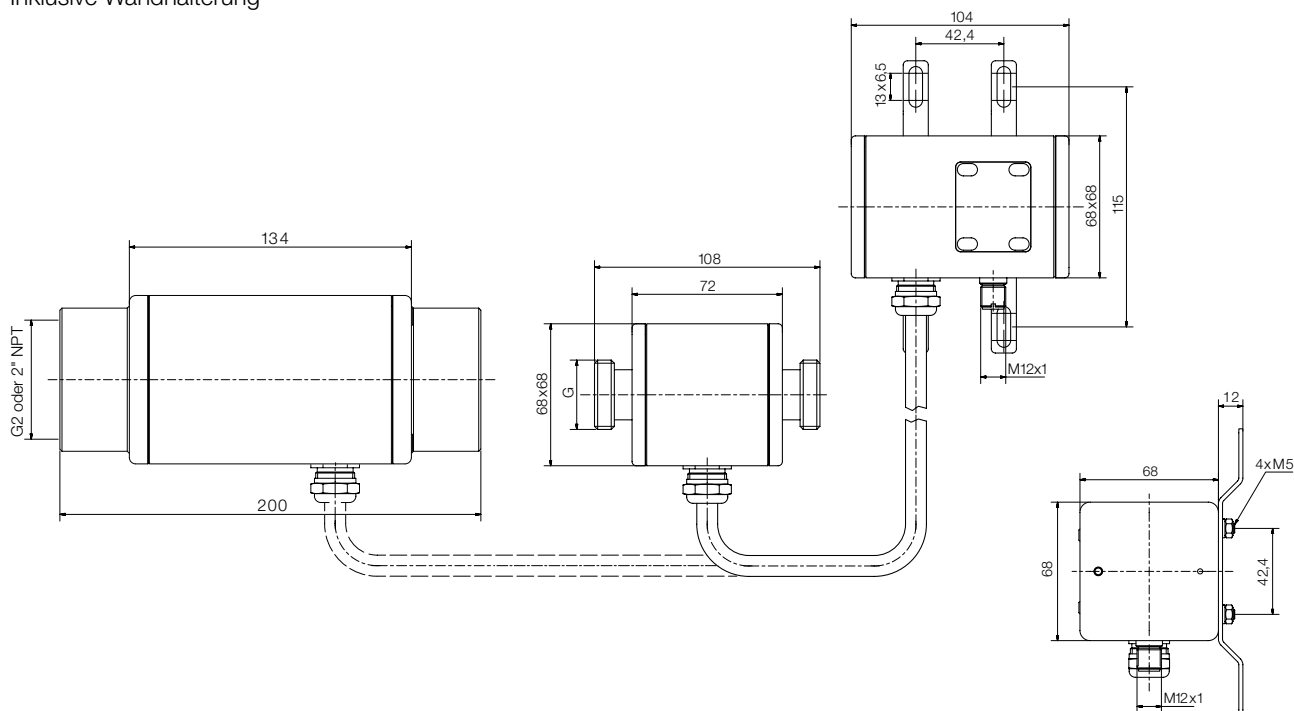 Inklusive Wandhalterung
104
42,4
13x6,5
68x68
115
M12x1
134
G2 oder 2" NPT
200
108
72
68x68
G
12
68
4xM5
68
42,4
M12x1